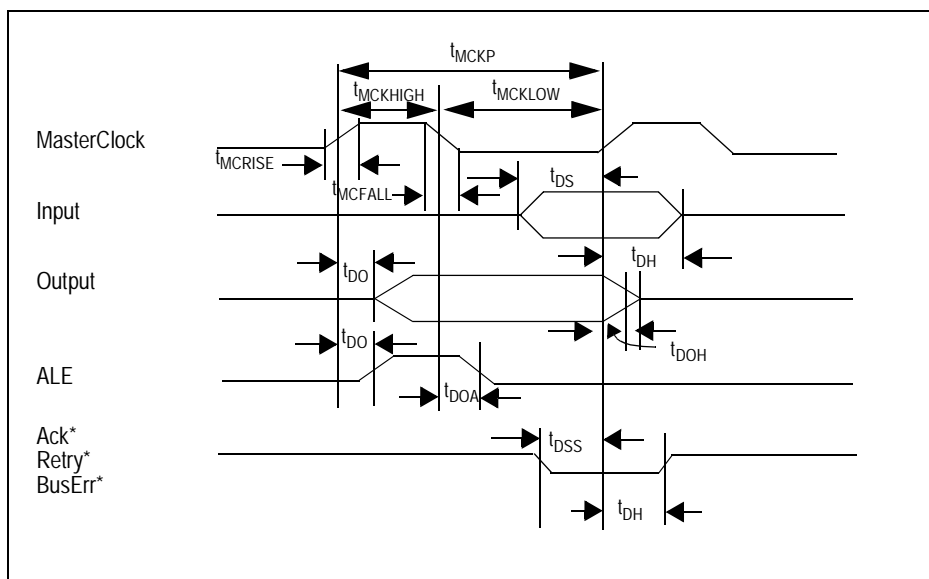 tMCKP
tMCKHIGH
tMCKLOW
MasterClock
tMCRISE
tMCFALL
tDS
Input
tDH
Output
tDO
tDOH
tDO
ALE
tDOA
Ack*
Retry*
BusErr*
tDSS
tDH